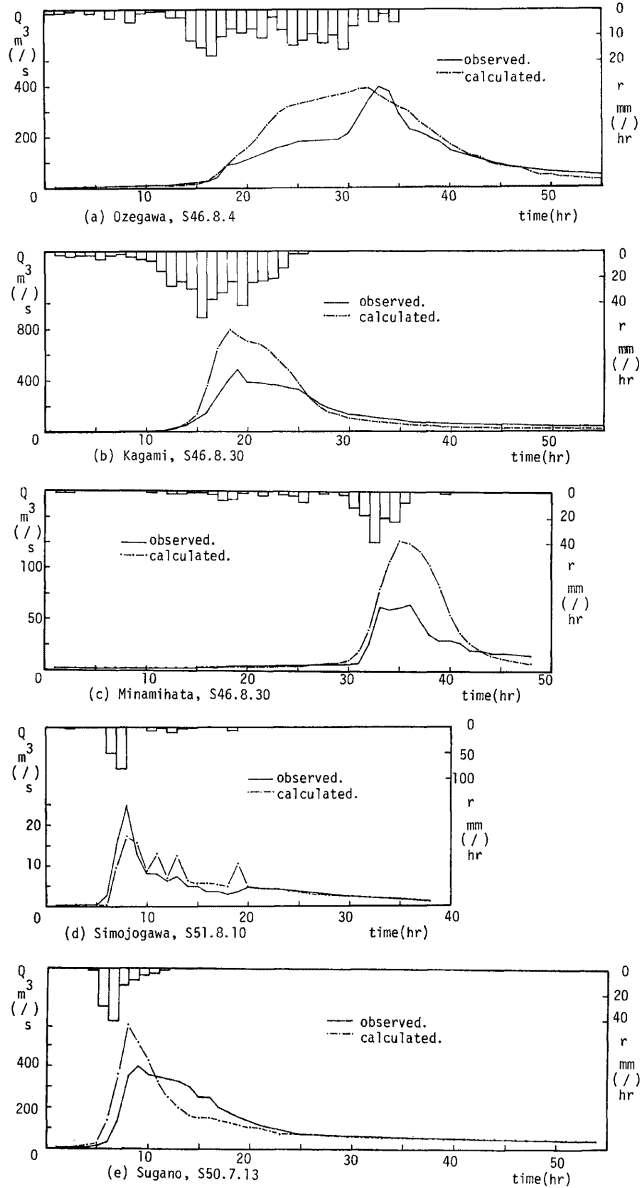 Q 0
m³ 10
(/) 20
s
observed.
calculated.
400 r
200 mm
(/)
0 hr
10 20 30 40 50
(a) Ozegawa, S46.8.4 time(hr)
Q 0
m³ 20
(/) 40
s
observed.
calculated.
800 r
400 mm
(/)
0 hr
10 20 30 40 50
(b) Kagami, S46.8.30 time(hr)
Q 0
m³ 20
(/) 40
s
observed.
calculated.
100 r
50 mm
(/)
0 hr
10 20 30 40 50
(c) Minamihata, S46.8.30 time(hr)
Q 0
m³ 50
(/) 100
s
observed.
calculated.
20 r
10 mm
(/)
0 hr
10 20 30 40
(d) Simojogawa, S51.8.10 time(hr)
Q 0
m³ 20
(/) 40
s
observed.
calculated.
400 r
200 mm
(/)
0 hr
10 20 30 40 50
(e) Sugano, S50.7.13 time(hr)